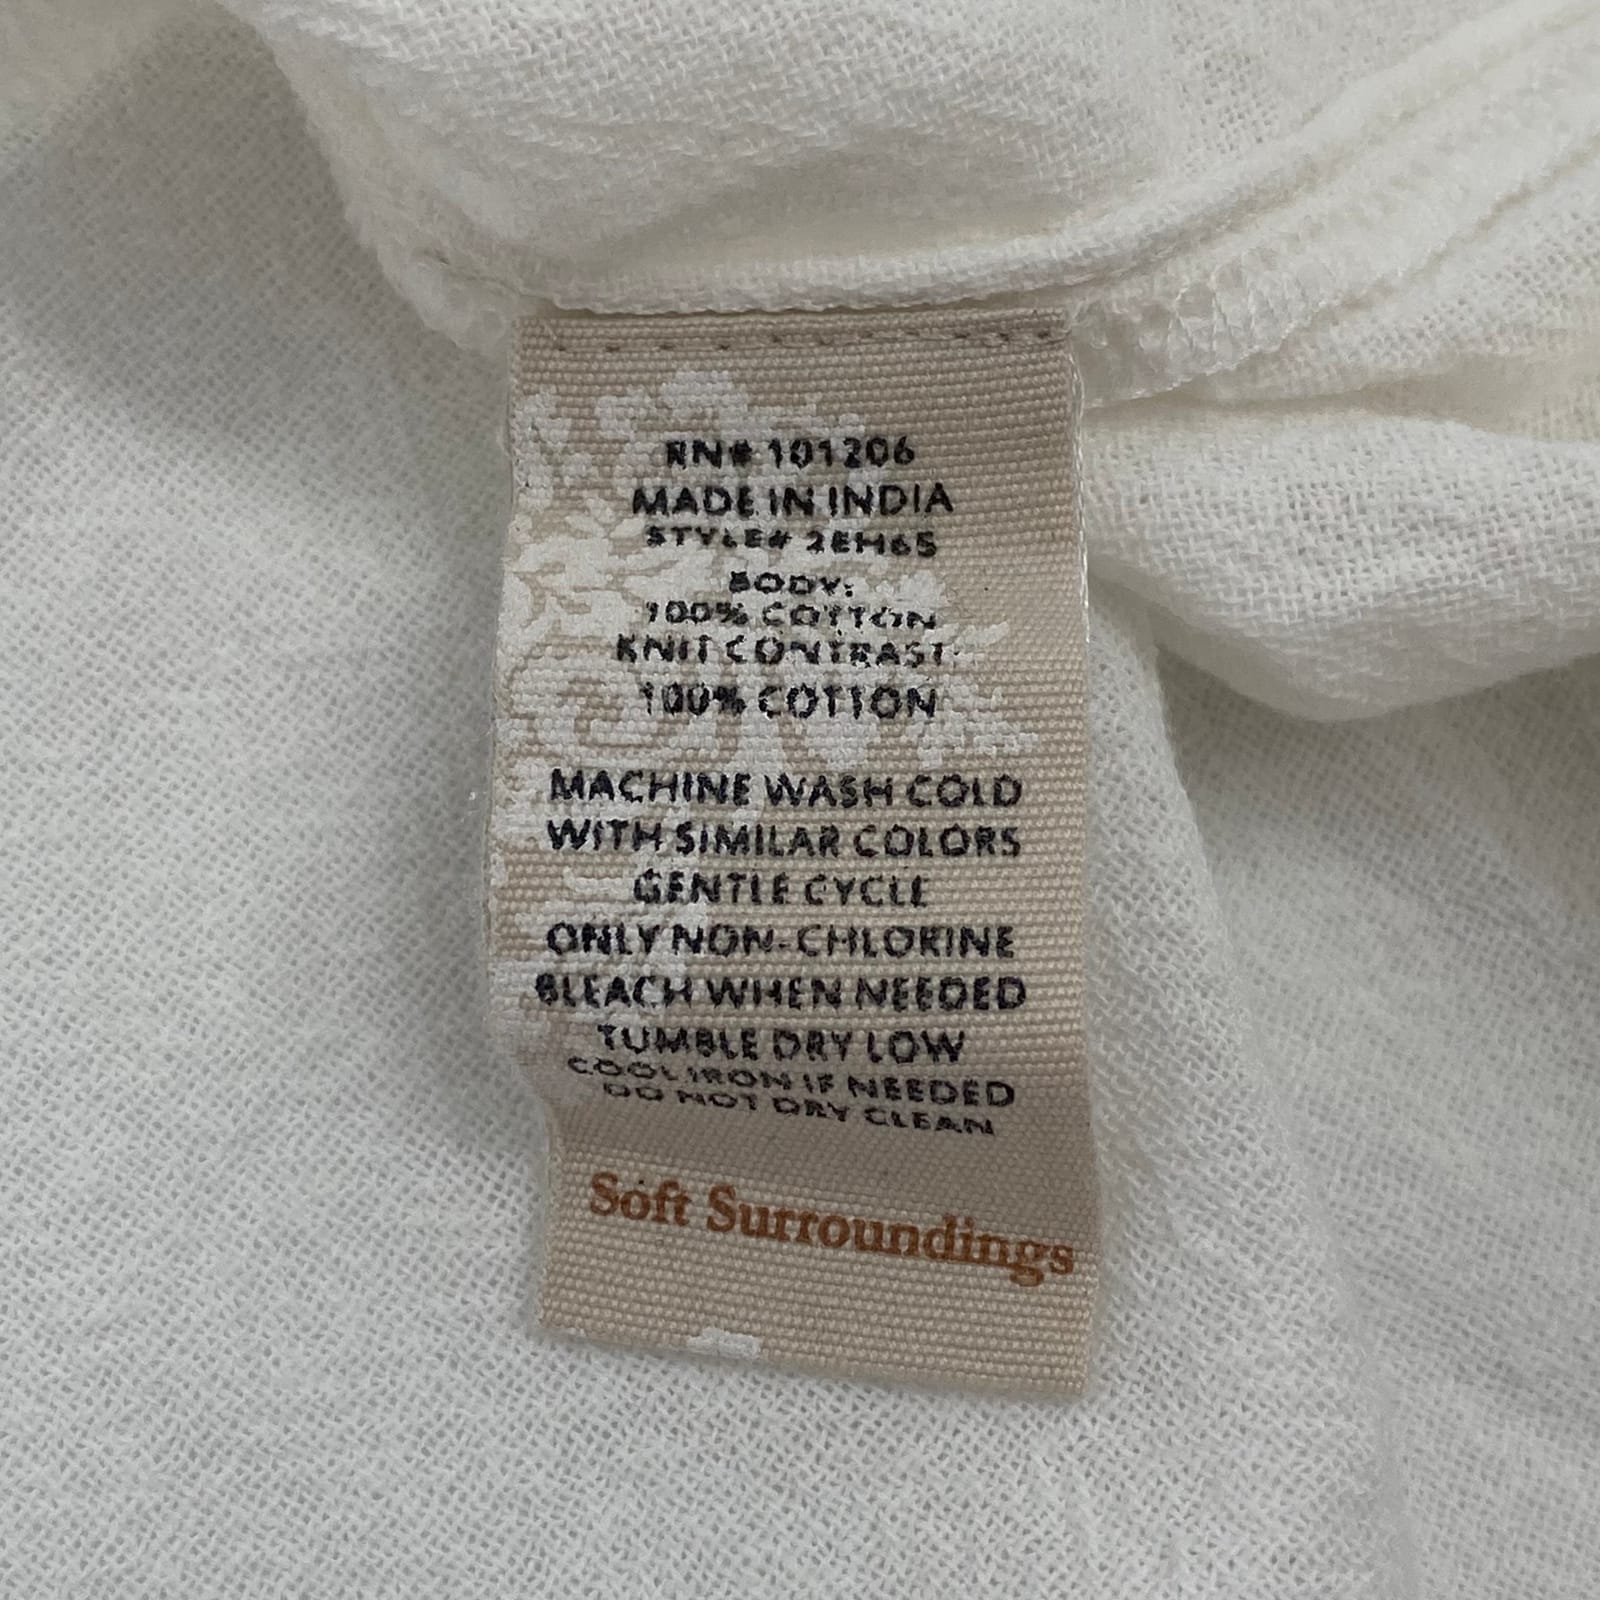 RN# 101206
MADE IN INDIA
STYLE# 2EH65
BODY:
100% COTTON
KNIT CONTRAST:
100% COTTON
MACHINE WASH COLD
WITH SIMILAR COLORS
GENTLE CYCLE
ONLY NON-CHLORINE
BLEACH WHEN NEEDED
TUMBLE DRY LOW
COOL IRON IF NEEDED
DO NOT DRY CLEAN
Soft Surroundings